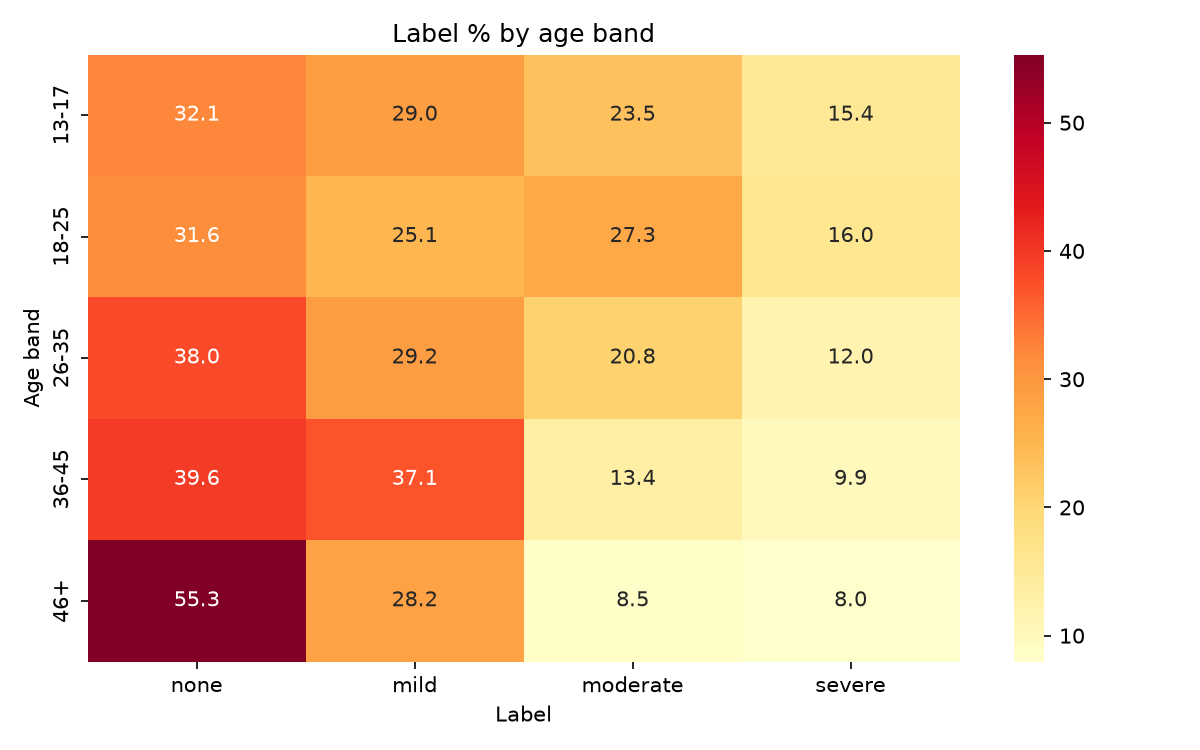 Label % by age band
Age band
13-17 32.1 29.0 23.5 15.4
18-25 31.6 25.1 27.3 16.0
26-35 38.0 29.2 20.8 12.0
36-45 39.6 37.1 13.4 9.9
46+ 55.3 28.2 8.5 8.0
none mild moderate severe
Label
50
40
30
20
10